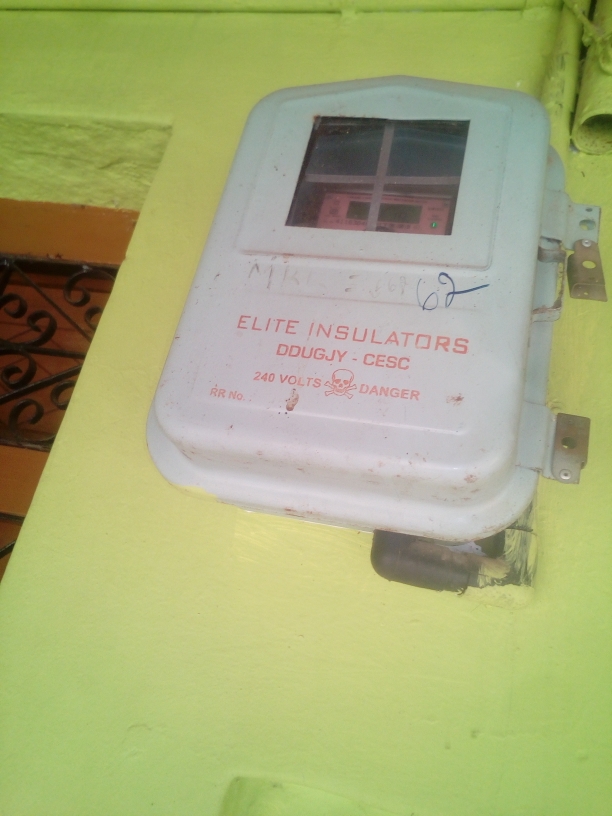 62
ELITE INSULATORS
DDUGJY - CESC
240 VOLTS DANGER
RR No.